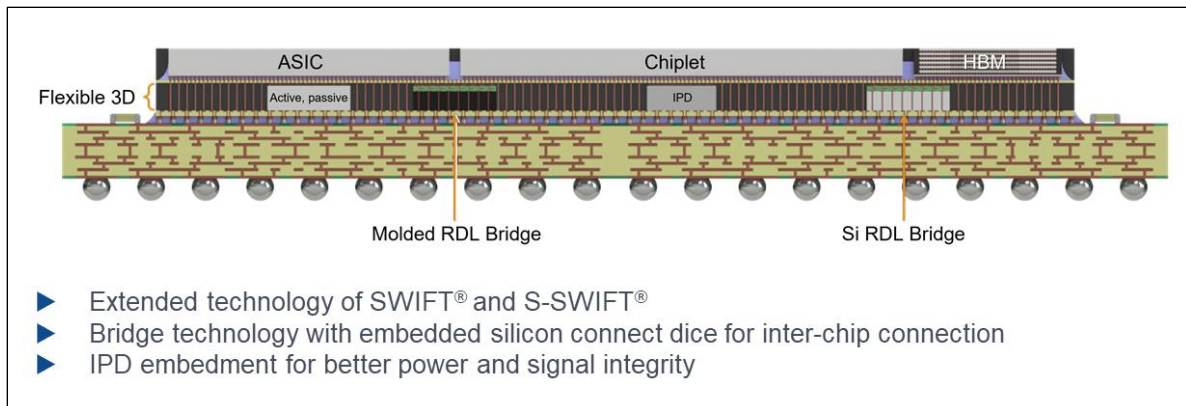 ASIC
Chiplet
HBM
Flexible 3D
Active, passive
IPD
Molded RDL Bridge
Si RDL Bridge
Extended technology of SWIFT® and S-SWIFT®
Bridge technology with embedded silicon connect dice for inter-chip connection
IPD embedment for better power and signal integrity